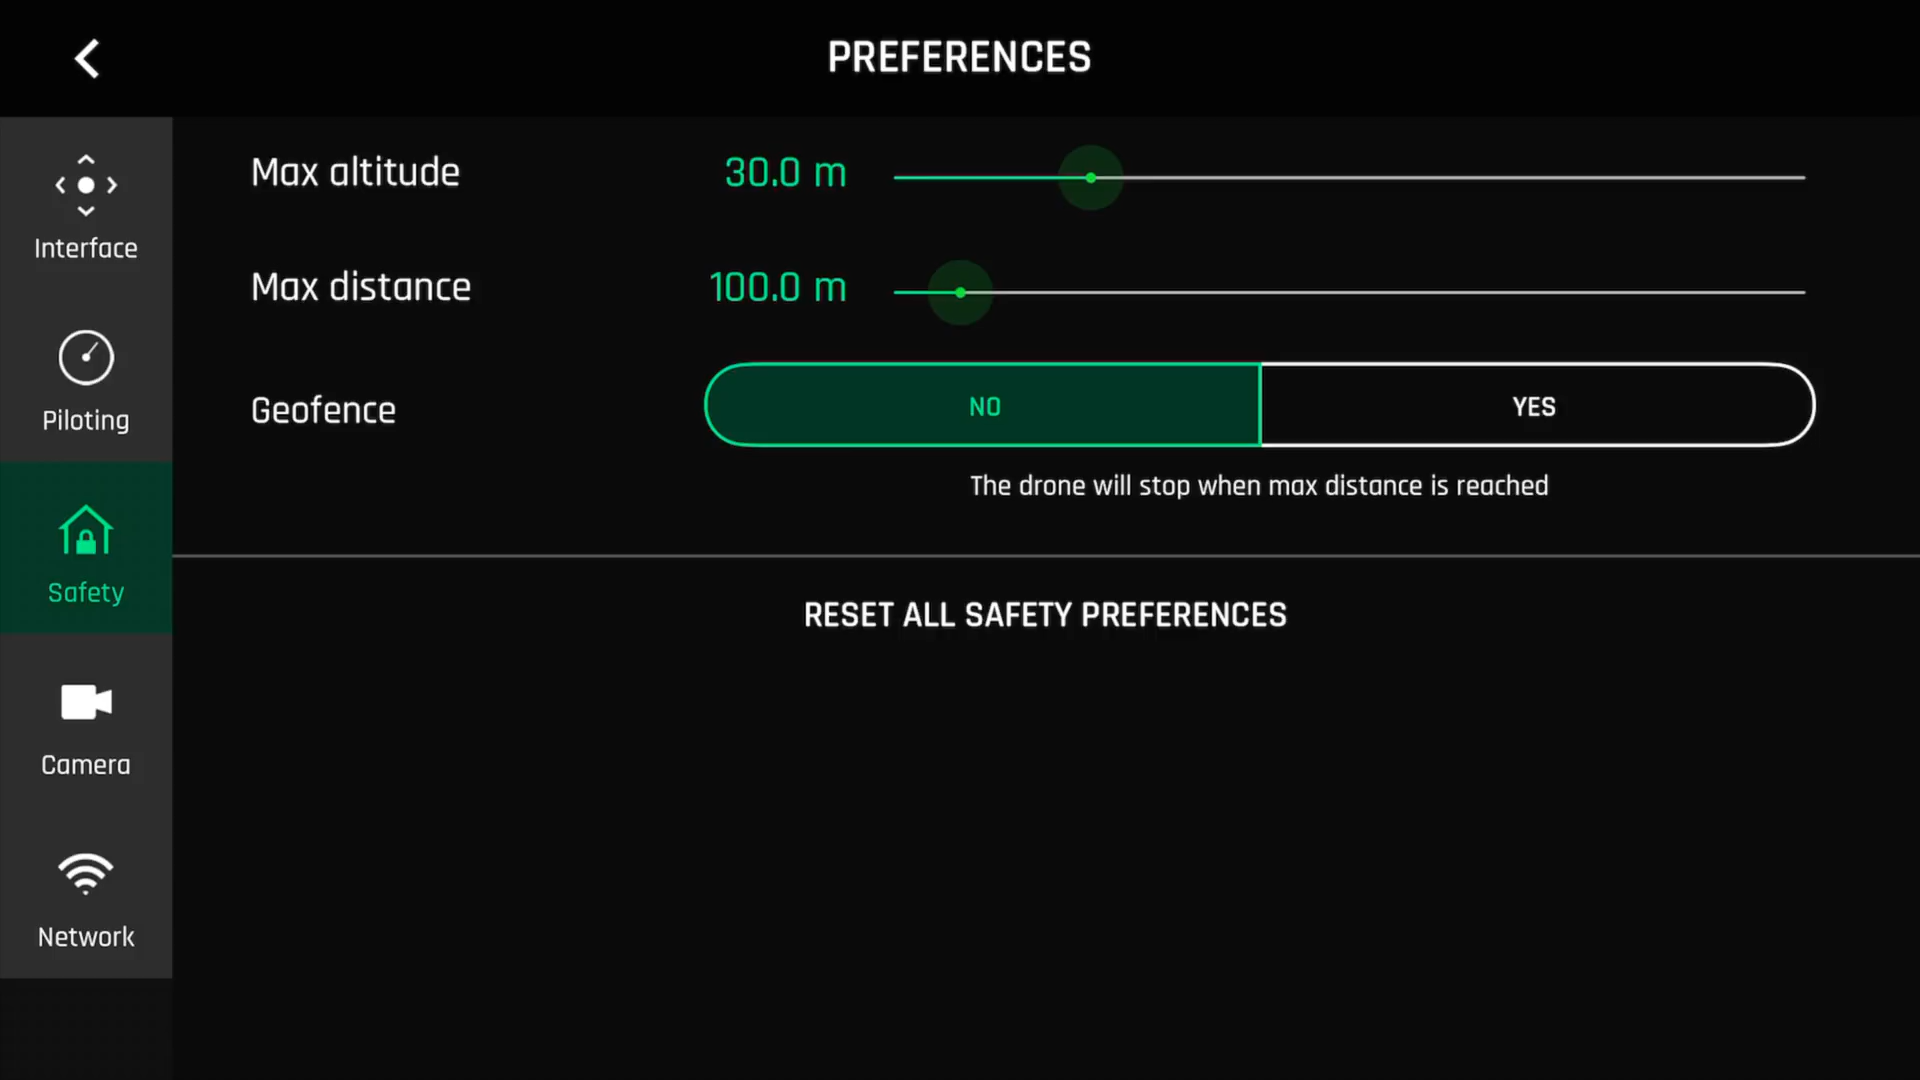 PREFERENCES
Max altitude 30.0 m
Max distance 100.0 m
Geofence NO YES
The drone will stop when max distance is reached
RESET ALL SAFETY PREFERENCES
Interface
Piloting
Safety
Camera
Network